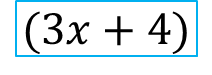 (3x + 4)